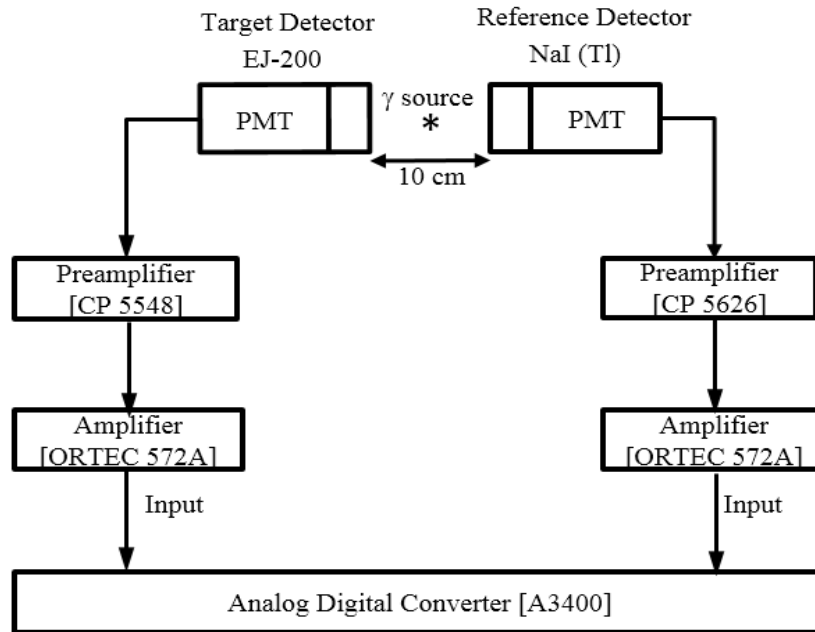 Target Detector
EJ-200
Reference Detector
NaI (Tl)
PMT
γ source
*
PMT
10 cm
Preamplifier
[CP 5548]
Preamplifier
[CP 5626]
Amplifier
[ORTEC 572A]
Amplifier
[ORTEC 572A]
Input
Input
Analog Digital Converter [A3400]